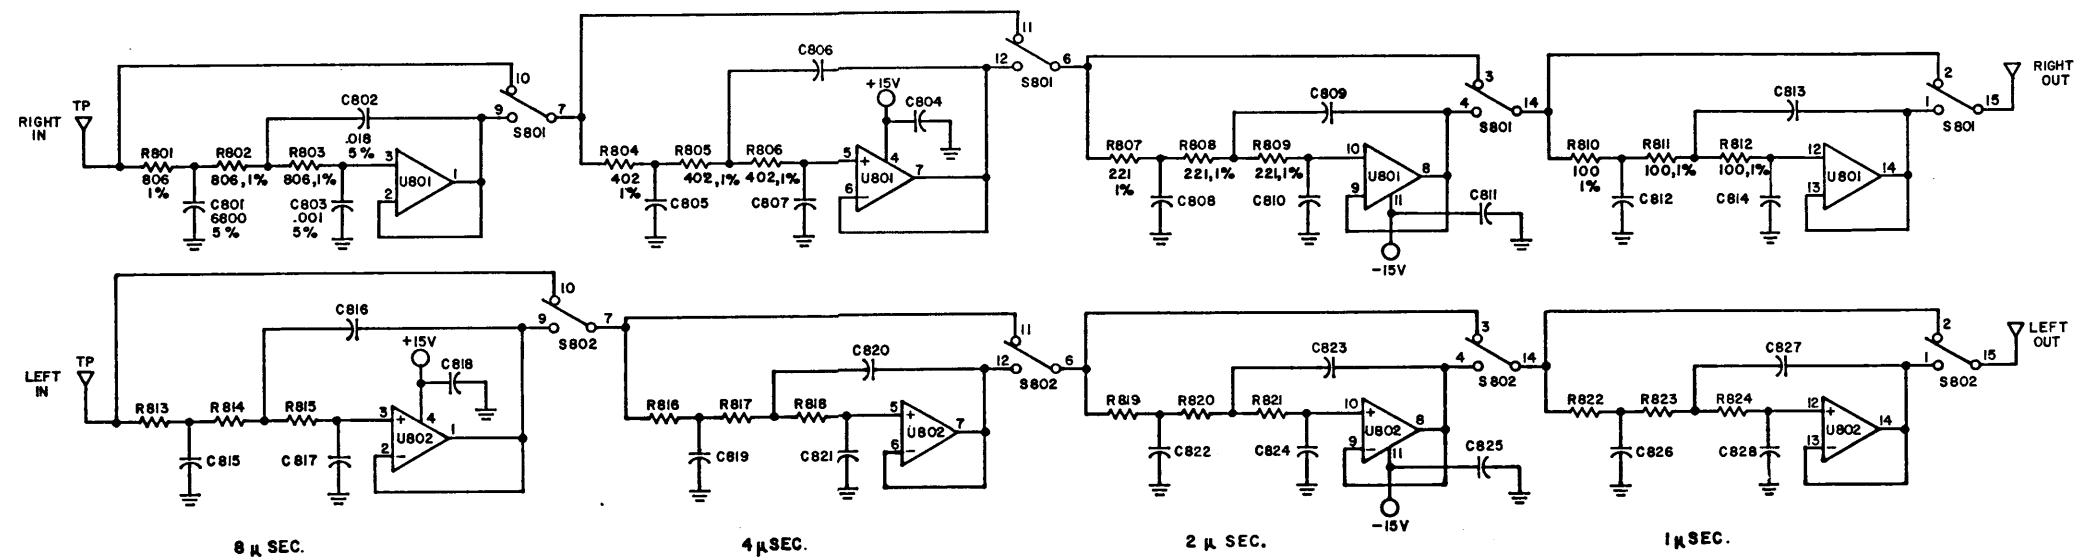 RIGHT
IN
TP
R801
806
1%
C801
6800
5%
R802
806,1%
R803
806,1%
C802
.018
5%
C803
.001
5%
3
2
U801
1
10
9
7
S801
R804
402
1%
C805
R805
402,1%
R806
402,1%
C806
C807
+15V
C804
5
+
4
6
−
U801
7
11
12
6
S801
R807
221
1%
C808
R808
221,1%
R809
221,1%
C809
C810
10
9
U801
8
11
C811
−15V
3
4
14
S801
R810
100
1%
C812
R811
100,1%
R812
100,1%
C813
C814
12
13
U801
14
2
1
15
S801
RIGHT
OUT
LEFT
IN
TP
R813
C815
R814
R815
C816
C817
+15V
C818
3
+
4
2
−
U802
1
10
9
7
S802
R816
C819
R817
R818
C820
C821
5
+
6
−
U802
7
11
12
6
S802
R819
C822
R820
R821
C823
C824
10
+
9
−
U802
8
11
C825
−15V
3
4
14
S802
R822
C826
R823
R824
C827
C828
12
+
13
−
U802
14
2
1
15
S802
LEFT
OUT
8 µ SEC.
4 µSEC.
2 µ SEC.
1 µSEC.